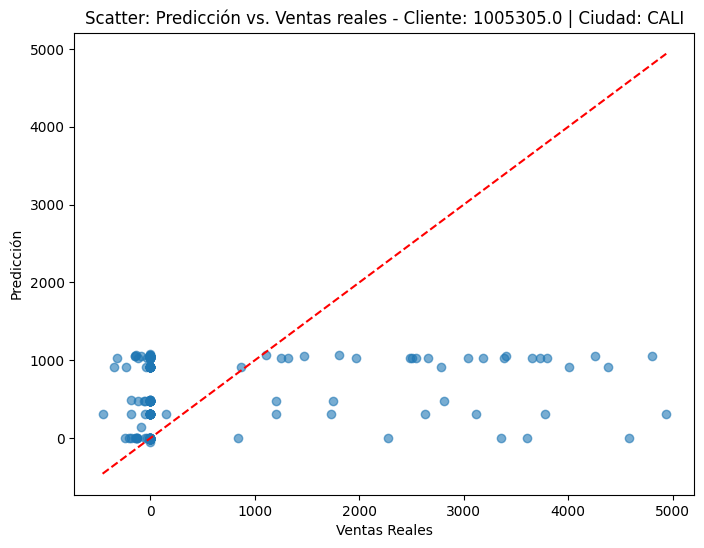 Scatter: Predicción vs. Ventas reales - Cliente: 1005305.0 | Ciudad: CALI
5000
4000
3000
2000
1000
0
Predicción
0 1000 2000 3000 4000 5000
Ventas Reales